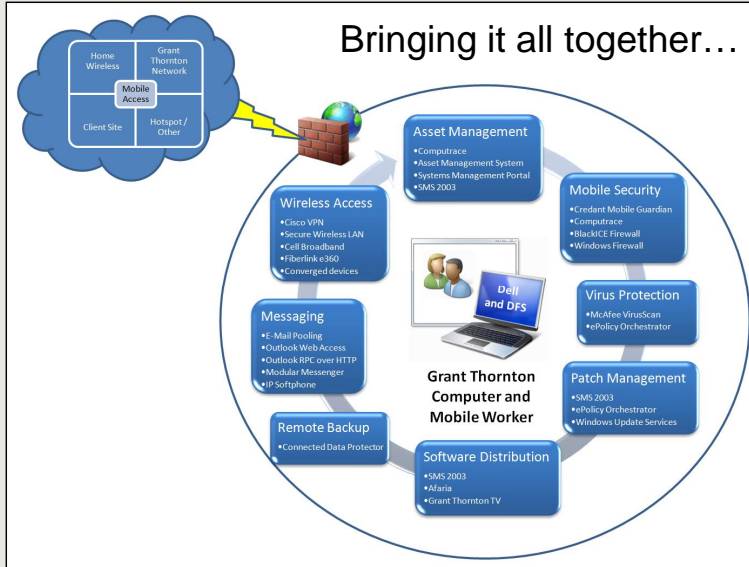 Bringing it all together…
Home
Wireless
Grant
Thornton
Network
Mobile
Access
Client Site
Hotspot /
Other
Asset Management
•Computrace
•Asset Management System
•Systems Management Portal
•SMS 2003
Mobile Security
•Credant Mobile Guardian
•Computrace
•BlackICE Firewall
•Windows Firewall
Virus Protection
•McAfee VirusScan
•ePolicy Orchestrator
Patch Management
•SMS 2003
•ePolicy Orchestrator
•Windows Update Services
Software Distribution
•SMS 2003
•Afaria
•Grant Thornton TV
Remote Backup
•Connected Data Protector
Messaging
•E-Mail Pooling
•Outlook Web Access
•Outlook RPC over HTTP
•Modular Messenger
•IP Softphone
Wireless Access
•Cisco VPN
•Secure Wireless LAN
•Cell Broadband
•Fiberlink e360
•Converged devices
Dell
and DFS
Grant Thornton
Computer and
Mobile Worker